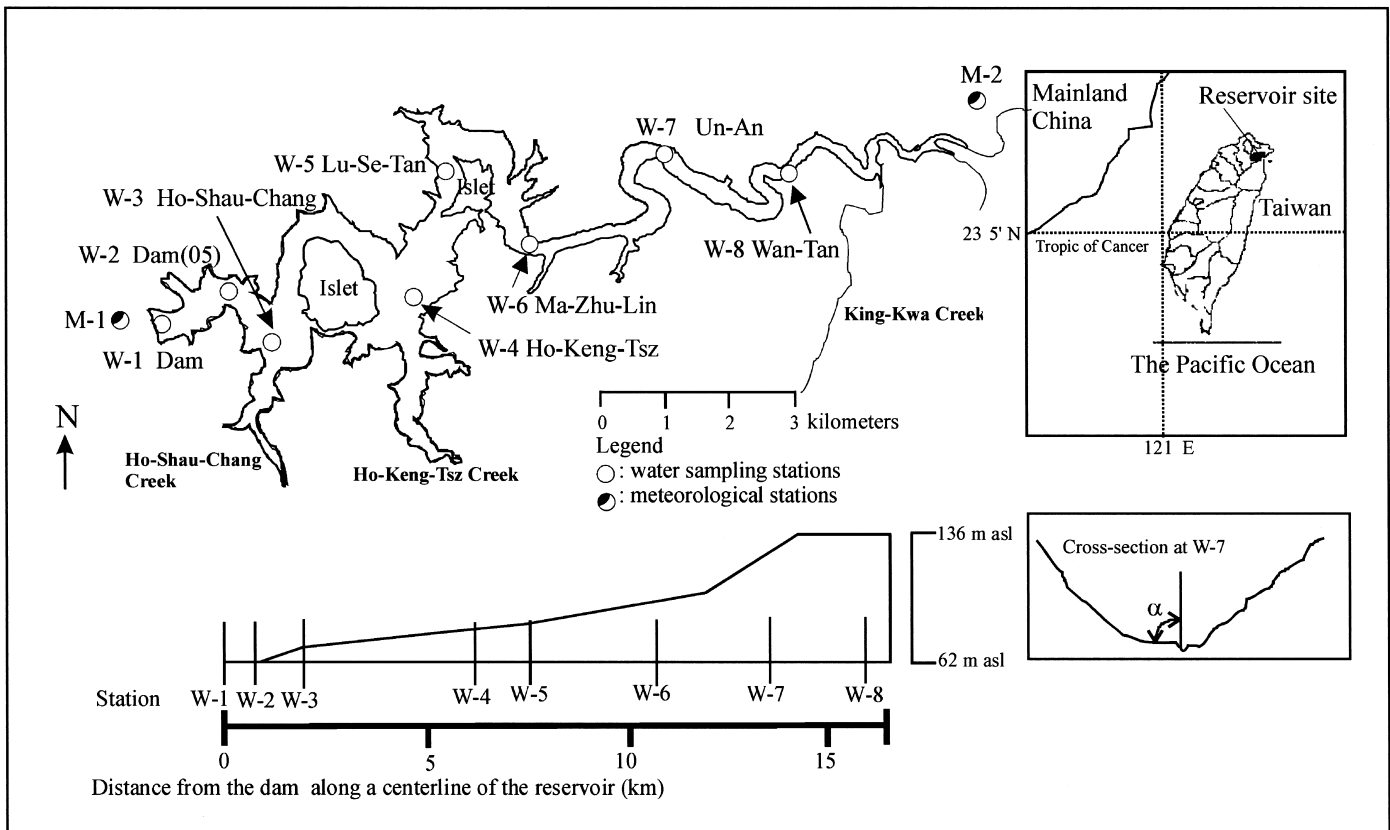 M-2
Mainland
China
Reservoir site
W-7 Un-An
W-5 Lu-Se-Tan
Islet
W-3 Ho-Shau-Chang
Taiwan
23 5' N
Tropic of Cancer
W-8 Wan-Tan
W-2 Dam(05)
Islet
W-6 Ma-Zhu-Lin
M-1
King-Kwa Creek
W-4 Ho-Keng-Tsz
W-1 Dam
The Pacific Ocean
N
0 1 2 3 kilometers
Legend
121 E
Ho-Shau-Chang
Creek
Ho-Keng-Tsz Creek
: water sampling stations
: meteorological stations
136 m asl
Cross-section at W-7
α
62 m asl
Station W-1 W-2 W-3 W-4 W-5 W-6 W-7 W-8
0 5 10 15
Distance from the dam along a centerline of the reservoir (km)